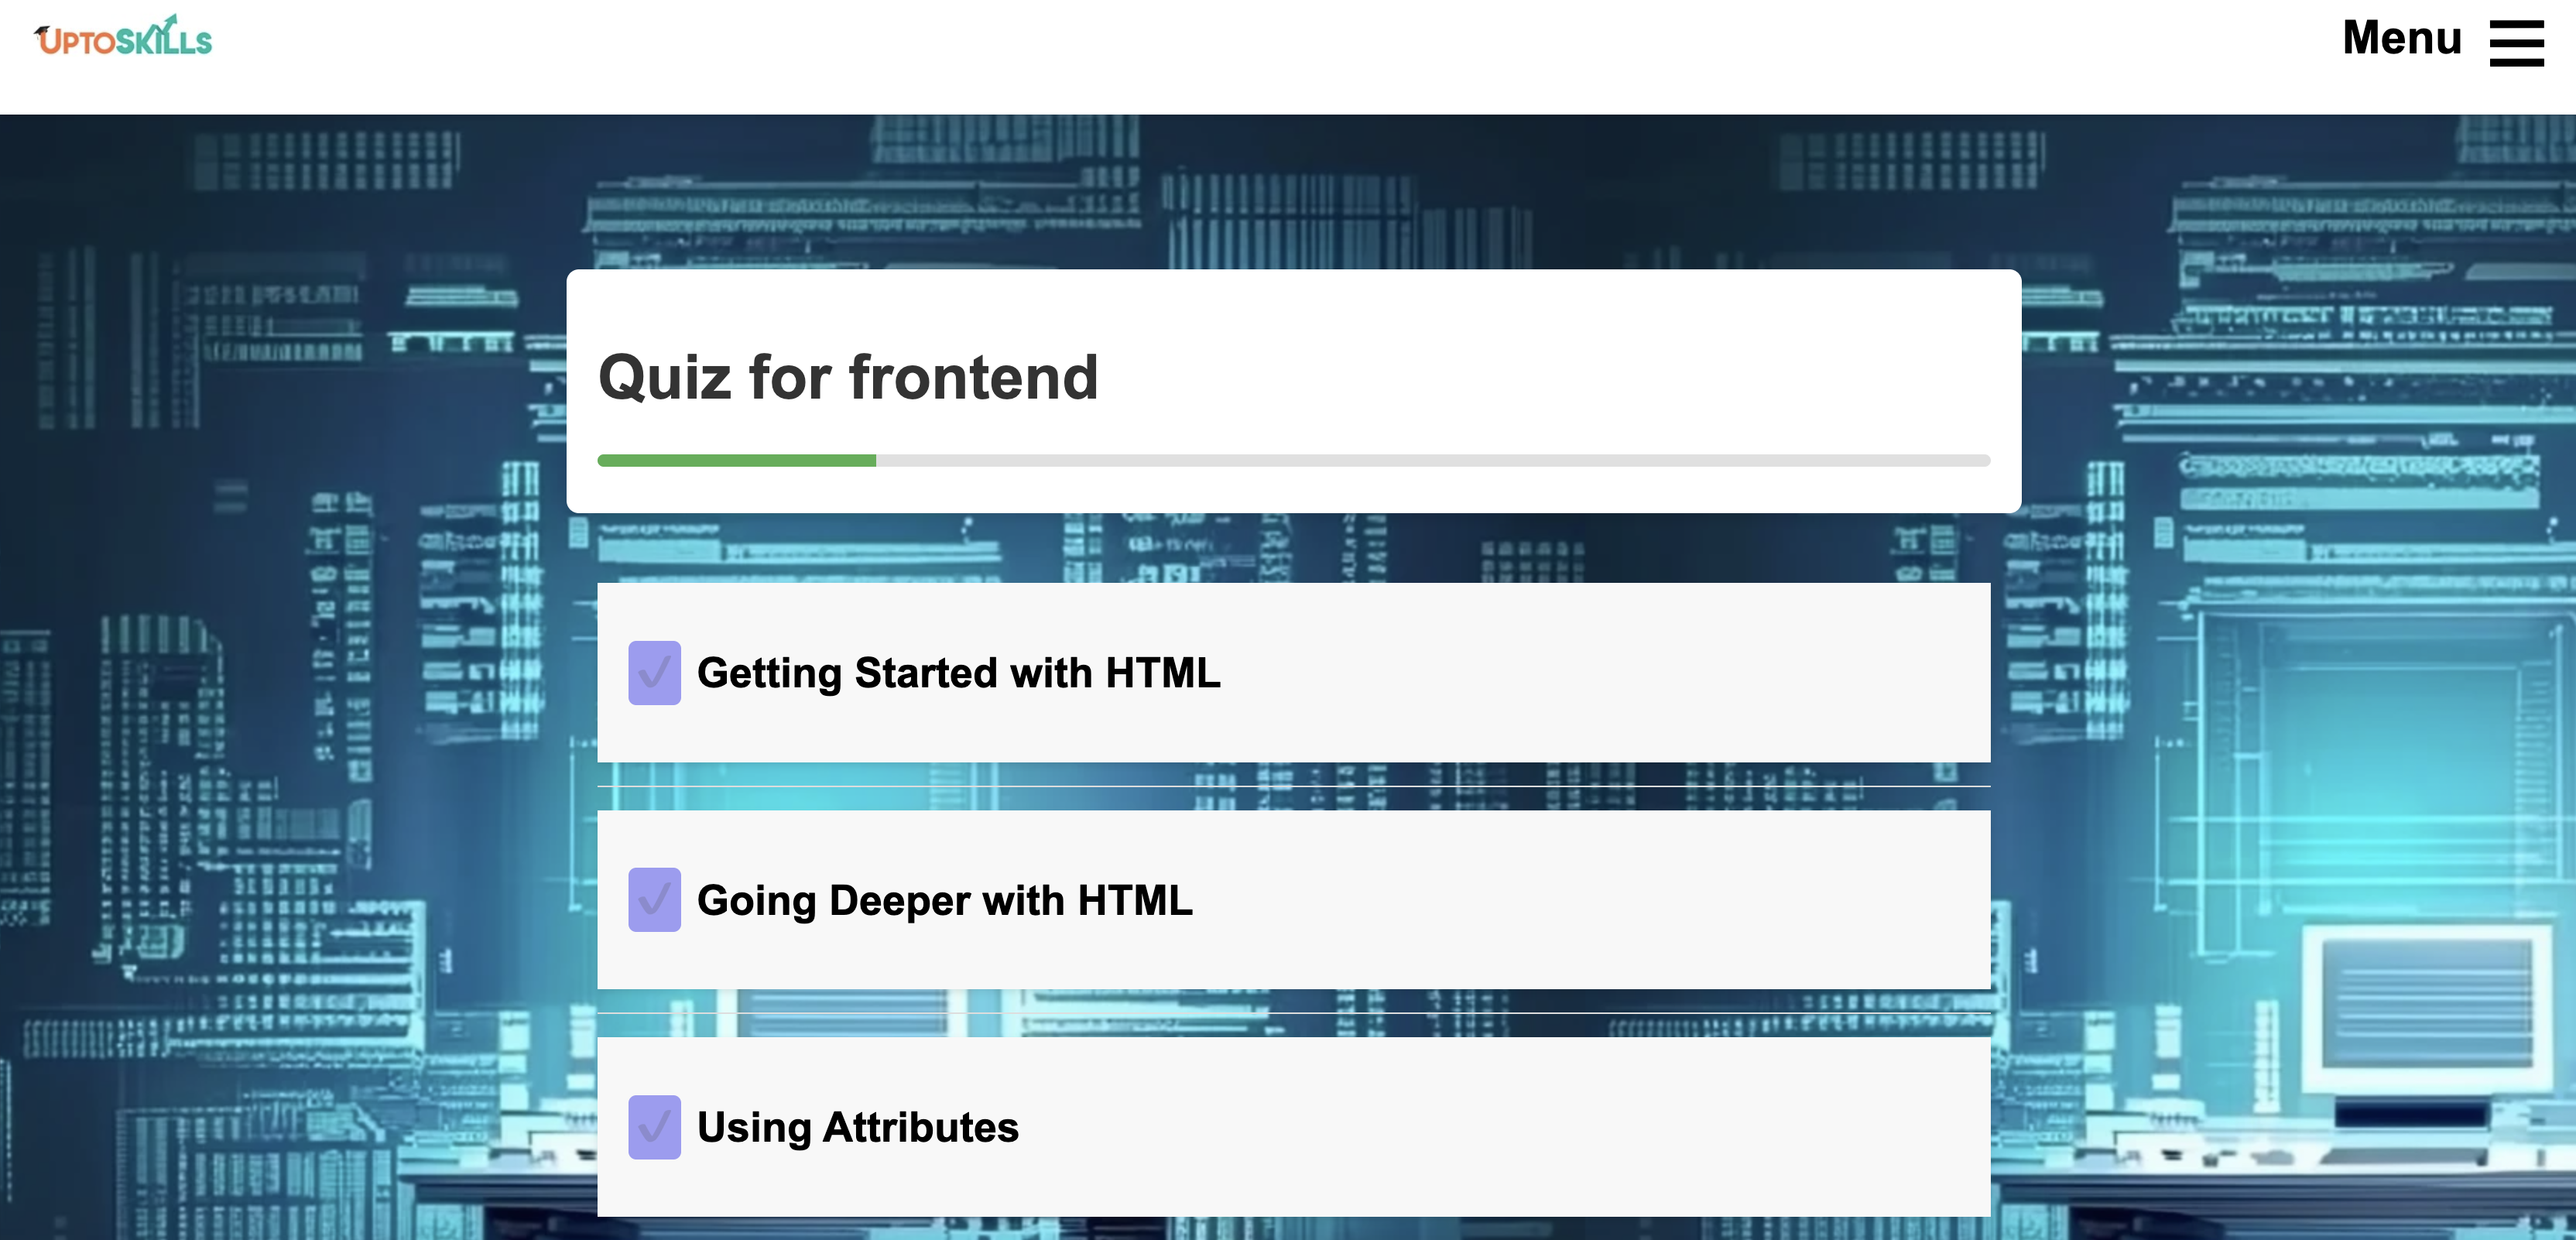 UPTOSKILLS
Menu
Quiz for frontend
Getting Started with HTML
Going Deeper with HTML
Using Attributes